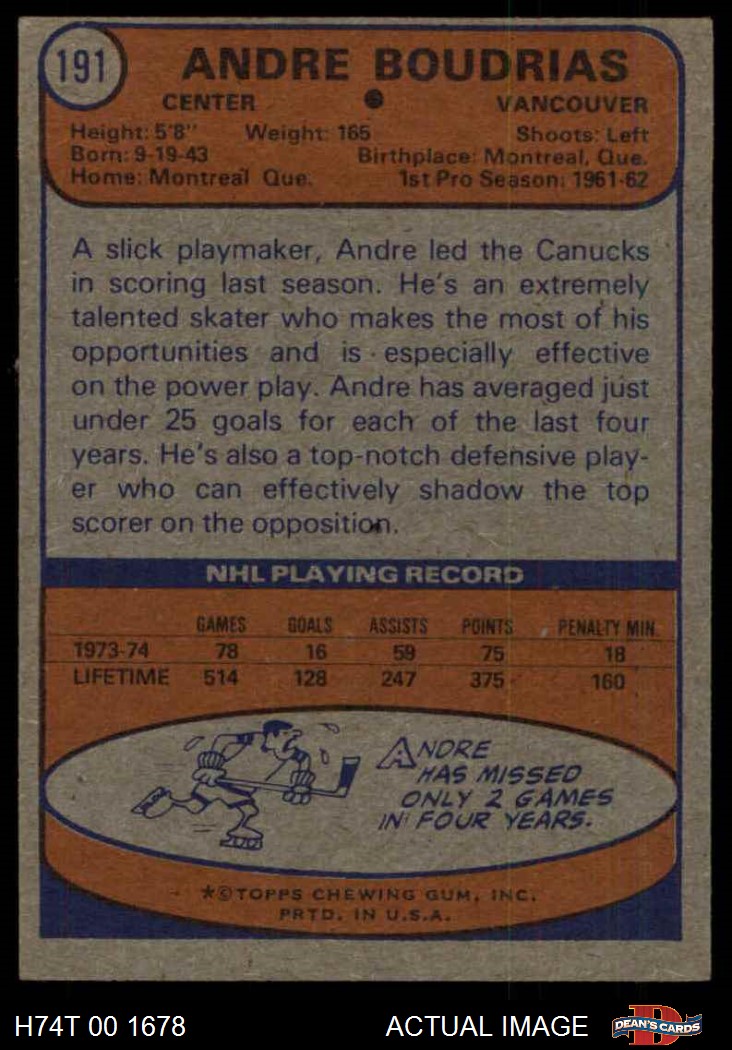 191
ANDRE BOUDRIAS
CENTER ● VANCOUVER
Height: 5'8" Weight: 165 Shoots: Left
Born: 9-19-43 Birthplace: Montreal, Que.
Home: Montreal Que. 1st Pro Season: 1961-62
A slick playmaker, Andre led the Canucks
in scoring last season. He's an extremely
talented skater who makes the most of his
opportunities and is especially effective
on the power play. Andre has averaged just
under 25 goals for each of the last four
years. He's also a top-notch defensive play-
er who can effectively shadow the top
scorer on the opposition.
NHL PLAYING RECORD
GAMES GOALS ASSISTS POINTS PENALTY MIN.
1973-74 78 16 59 75 18
LIFETIME 514 128 247 375 160
ANDRE
HAS MISSED
ONLY 2 GAMES
IN FOUR YEARS.
★©TOPPS CHEWING GUM, INC.
PRTD. IN U.S.A.
H74T 00 1678 ACTUAL IMAGE D DEAN'S CARDS